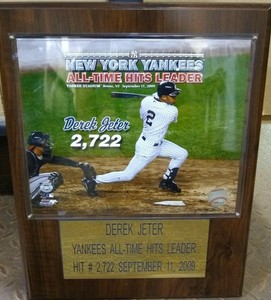 NEW YORK YANKEES
ALL-TIME HITS LEADER
YANKEE STADIUM Bronx, NY September 11, 2009
Derek Jeter
2,722
2
DEREK JETER
YANKEES ALL-TIME HITS LEADER
HIT # 2,722 SEPTEMBER 11, 2009